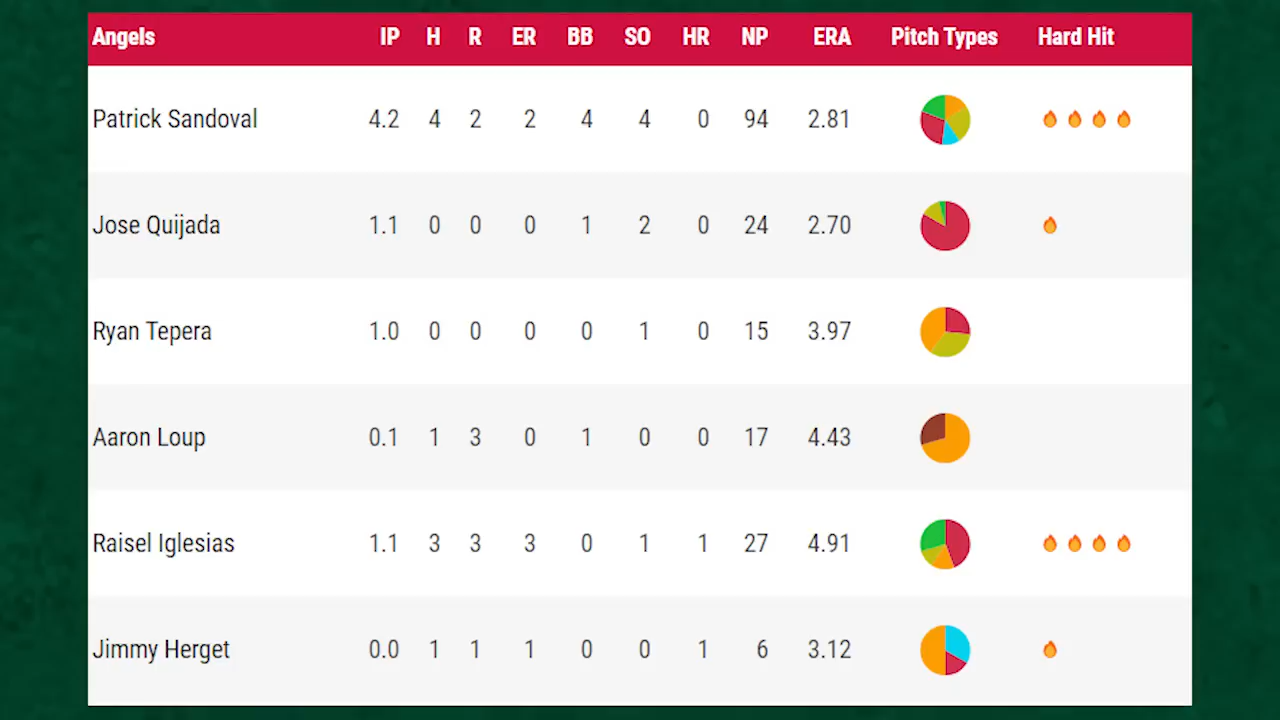 Angels IP H R ER BB SO HR NP ERA Pitch Types Hard Hit
Patrick Sandoval 4.2 4 2 2 4 4 0 94 2.81
Jose Quijada 1.1 0 0 0 1 2 0 24 2.70
Ryan Tepera 1.0 0 0 0 0 1 0 15 3.97
Aaron Loup 0.1 1 3 0 1 0 0 17 4.43
Raisel Iglesias 1.1 3 3 3 0 1 1 27 4.91
Jimmy Herget 0.0 1 1 1 0 0 1 6 3.12